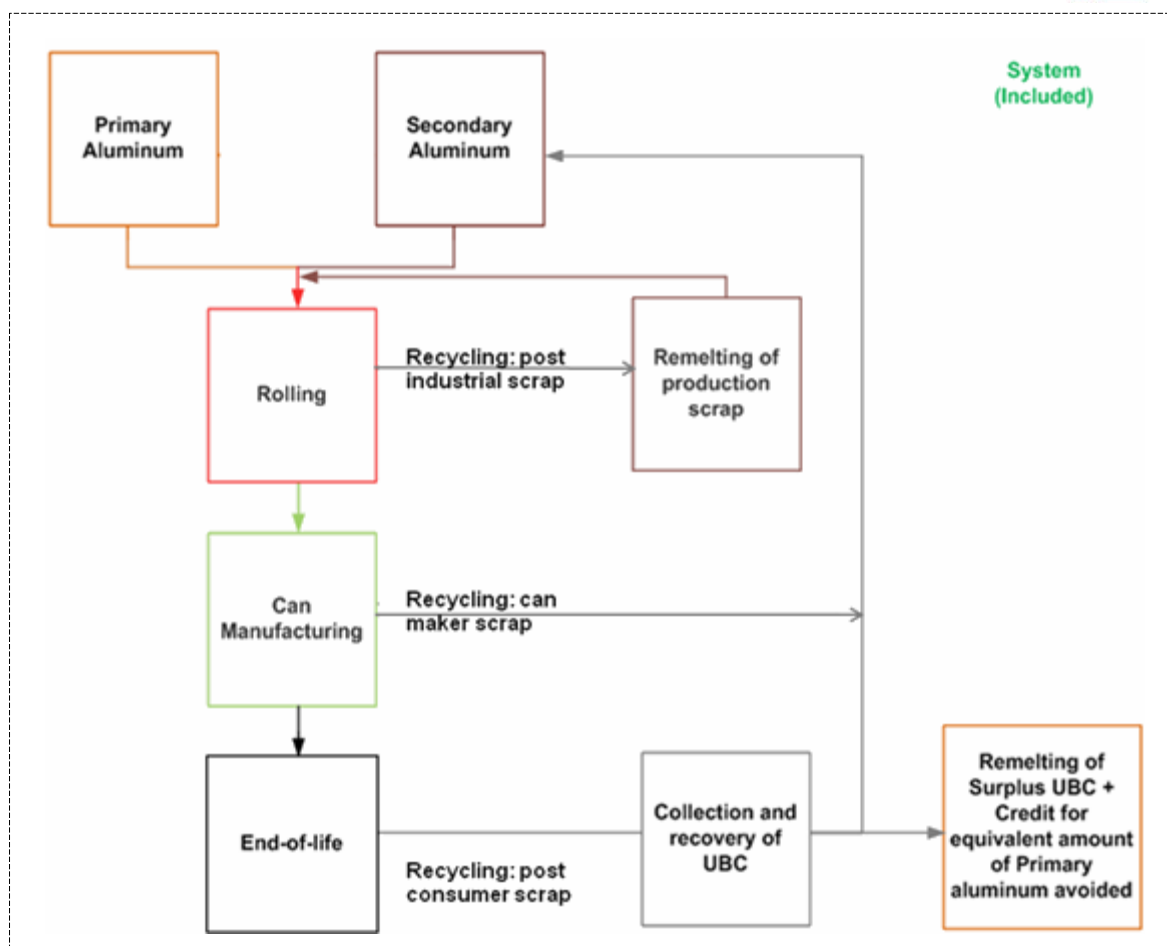 System
(Included)
Primary
Aluminum
Secondary
Aluminum
Rolling
Recycling: post
industrial scrap
Remelting of
production
scrap
Can
Manufacturing
Recycling: can
maker scrap
End-of-life
Recycling: post
consumer scrap
Collection and
recovery of
UBC
Remelting of
Surplus UBC +
Credit for
equivalent amount
of Primary
aluminum avoided